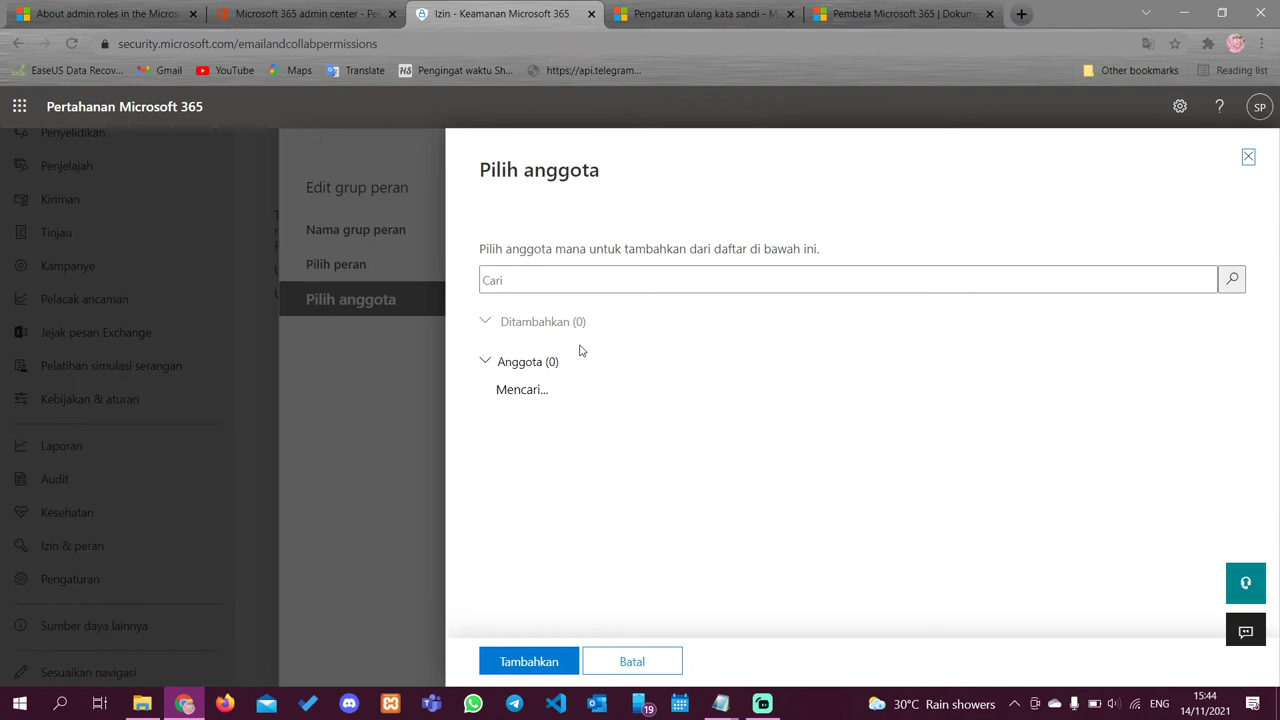 About admin roles in the Microso
Microsoft 365 admin center - Pe
Izin - Keamanan Microsoft 365
Pengaturan ulang kata sandi - M
Pembela Microsoft 365 | Dokum
security.microsoft.com/emailandcollabpermissions
EaseUS Data Recov...
Gmail
YouTube
Maps
Translate
Pengingat waktu Sh...
https://api.telegram...
Other bookmarks
Reading list
Pertahanan Microsoft 365
SP
Penyelidikan
Penjelajah
Kiriman
Tinjau
Kampanye
Pelacak ancaman
Jejak pesan Exchange
Pelatihan simulasi serang
Kebijakan & aturan
Laporan
Audit
Kesehatan
Izin & peran
Pengaturan
Sumber daya lainnya
Sesuaikan navigasi
Edit grup peran
Nama grup peran
Pilih peran
Pilih anggota
Pilih anggota
Pilih anggota mana untuk tambahkan dari daftar di bawah ini.
Cari
Ditambahkan (0)
Anggota (0)
Mencari...
Tambahkan
Batal
19
30°C Rain showers
ENG
15:44
14/11/2021